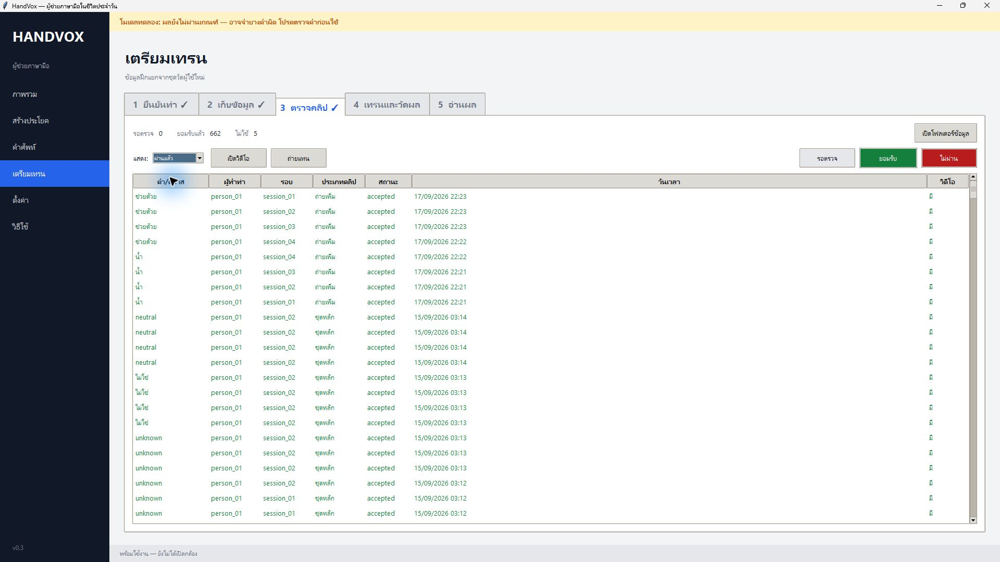 HandVox — ผู้ช่วยภาษามือในชีวิตประจำวัน
โมเดลทดลอง: ผลยังไม่ผ่านเกณฑ์ — อาจจำบางคำผิด โปรดตรวจคำก่อนใช้
HANDVOX
ผู้ช่วยภาษามือ
ภาพรวม
สร้างประโยค
คำศัพท์
เตรียมเทรน
ตั้งค่า
วิธีใช้
v0.3
เตรียมเทรน
ข้อมูลฝึกแยกจากชุดวัดผู้ใช้ใหม่
1 ยืนยันท่า ✓ 2 เก็บข้อมูล ✓ 3 ตรวจคลิป ✓ 4 เทรนและวัดผล 5 อ่านผล
รอตรวจ 0 ยอมรับแล้ว 662 ไม่ใช้ 5 เปิดโฟลเดอร์ข้อมูล
แสดง: ผ่านแล้ว เปิดวิดีโอ ถ่ายแทน รอตรวจ ยอมรับ ไม่ผ่าน
ผู้ทำท่า รอบ ประเภทคลิป สถานะ วันเวลา วิดีโอ
ช่วยด้วย person_01 session_01 ถ่ายเพิ่ม accepted 17/09/2026 22:23 มี
ช่วยด้วย person_01 session_02 ถ่ายเพิ่ม accepted 17/09/2026 22:23 มี
ช่วยด้วย person_01 session_03 ถ่ายเพิ่ม accepted 17/09/2026 22:23 มี
ช่วยด้วย person_01 session_04 ถ่ายเพิ่ม accepted 17/09/2026 22:22 มี
น้ำ person_01 session_04 ถ่ายเพิ่ม accepted 17/09/2026 22:22 มี
น้ำ person_01 session_03 ถ่ายเพิ่ม accepted 17/09/2026 22:21 มี
น้ำ person_01 session_02 ถ่ายเพิ่ม accepted 17/09/2026 22:21 มี
น้ำ person_01 session_01 ถ่ายเพิ่ม accepted 17/09/2026 22:21 มี
neutral person_01 session_02 ชุดหลัก accepted 15/09/2026 03:14 มี
neutral person_01 session_02 ชุดหลัก accepted 15/09/2026 03:14 มี
neutral person_01 session_02 ชุดหลัก accepted 15/09/2026 03:14 มี
neutral person_01 session_02 ชุดหลัก accepted 15/09/2026 03:14 มี
ไม่ใช่ person_01 session_02 ชุดหลัก accepted 15/09/2026 03:13 มี
ไม่ใช่ person_01 session_02 ชุดหลัก accepted 15/09/2026 03:13 มี
ไม่ใช่ person_01 session_02 ชุดหลัก accepted 15/09/2026 03:13 มี
ไม่ใช่ person_01 session_02 ชุดหลัก accepted 15/09/2026 03:13 มี
unknown person_01 session_02 ชุดหลัก accepted 15/09/2026 03:13 มี
unknown person_01 session_02 ชุดหลัก accepted 15/09/2026 03:13 มี
unknown person_01 session_02 ชุดหลัก accepted 15/09/2026 03:13 มี
unknown person_01 session_02 ชุดหลัก accepted 15/09/2026 03:12 มี
unknown person_01 session_01 ชุดหลัก accepted 15/09/2026 03:12 มี
unknown person_01 session_01 ชุดหลัก accepted 15/09/2026 03:12 มี
พร้อมใช้งาน — ยังไม่ได้เปิดกล้อง